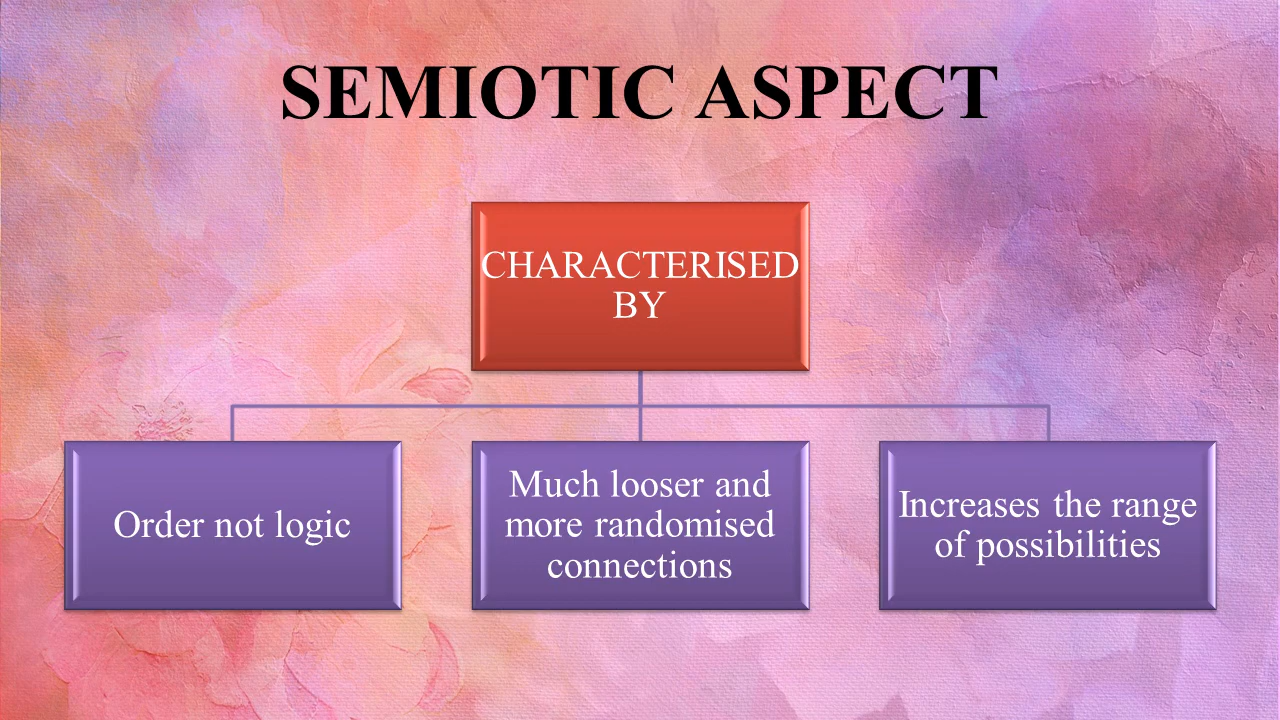 SEMIOTIC ASPECT
CHARACTERISED
BY
Order not logic
Much looser and
more randomised
connections
Increases the range
of possibilities